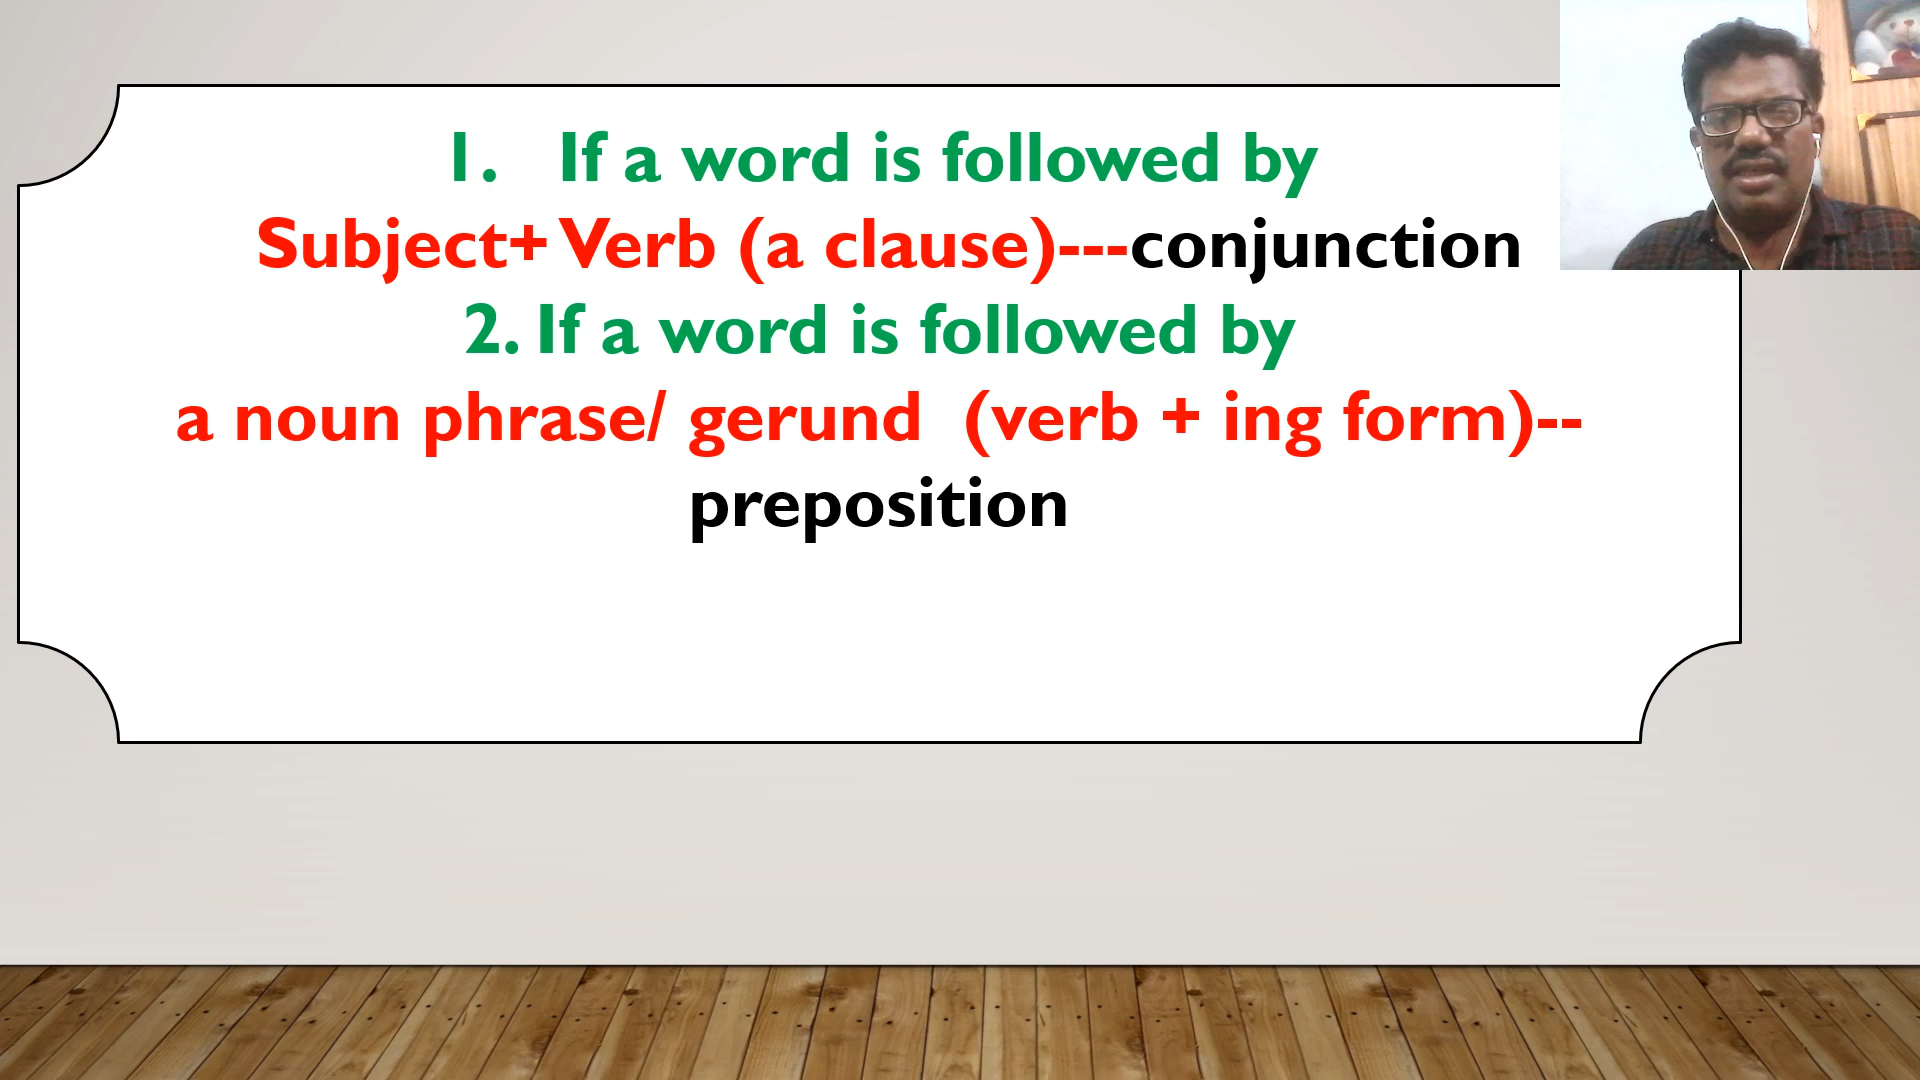 1. If a word is followed by
Subject+ Verb (a clause)---conjunction
2. If a word is followed by
a noun phrase/ gerund (verb + ing form)--
preposition